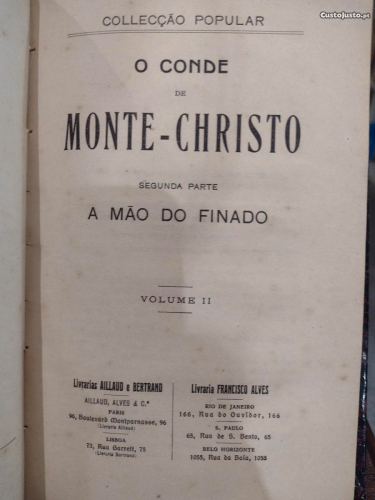 CustoJusto.pt
COLLECÇÃO POPULAR
O CONDE
DE
MONTE-CHRISTO
SEGUNDA PARTE
A MÃO DO FINADO
VOLUME II
Livrarias AILLAUD e BERTRAND
AILLAUD, ALVES & C.ª
PARIS
96, Boulevard Montparnasse, 96
(Livraria Aillaud)
LISBOA
73, Rua Garrett, 75
(Livraria Bertrand)
Livraria FRANCISCO ALVES
RIO DE JANEIRO
166, Rua do Ouvidor, 166
S. PAULO
65, Rua de S. Bento, 65
BELO HORIZONTE
1055, Rua da Baía, 1055